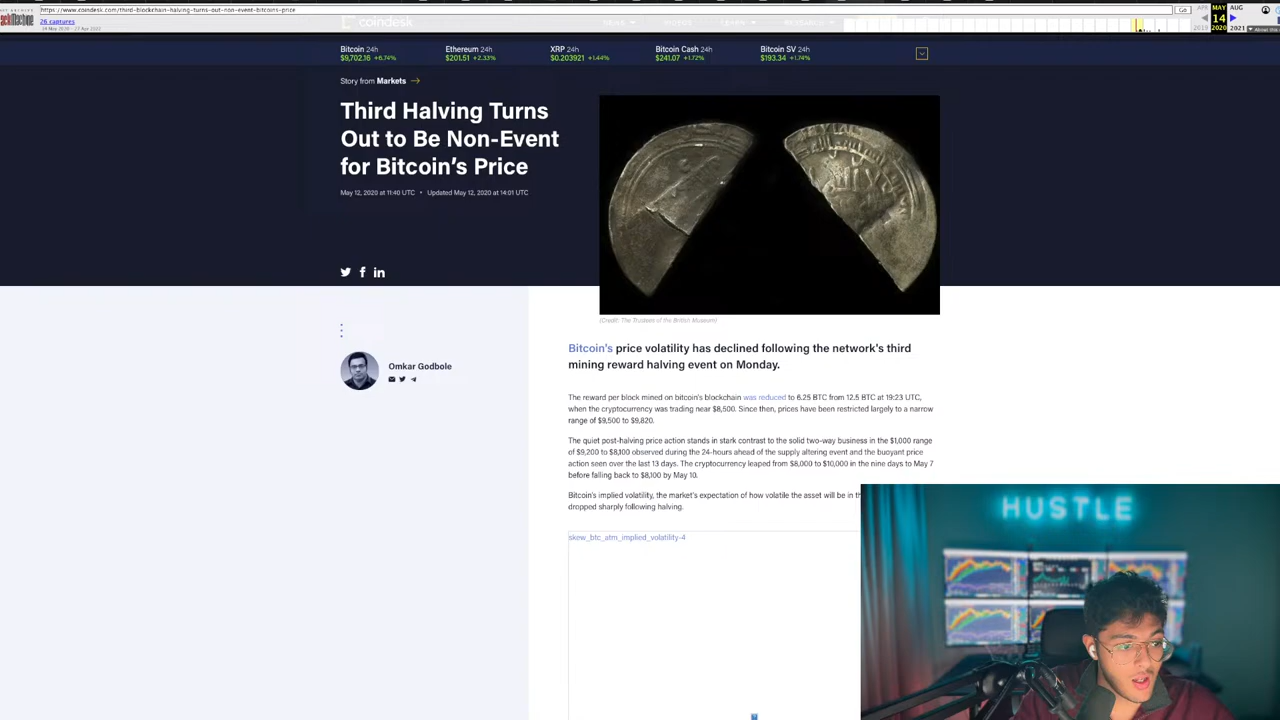 https://www.coindesk.com/third-blockchain-halving-turns-out-non-event-bitcoins-price
Go
MAY
AUG
26 captures
14
2020
2021
coindesk
Bitcoin 24h
$9,702.16 +6.74%
Ethereum 24h
$201.51 +2.33%
XRP 24h
$0.203921 +1.44%
Bitcoin Cash 24h
$241.07 +1.72%
Bitcoin SV 24h
$193.34 +1.74%
Story from Markets →
Third Halving Turns
Out to Be Non-Event
for Bitcoin's Price
May 12, 2020 at 11:40 UTC • Updated May 12, 2020 at 14:01 UTC
(Credit: The Trustees of the British Museum)
Omkar Godbole
Bitcoin's price volatility has declined following the network's third
mining reward halving event on Monday.
The reward per block mined on bitcoin's blockchain was reduced to 6.25 BTC from 12.5 BTC at 19:23 UTC,
when the cryptocurrency was trading near $8,500. Since then, prices have been restricted largely to a narrow
range of $9,500 to $9,820.
The quiet post-halving price action stands in stark contrast to the solid two-way business in the $1,000 range
of $9,200 to $8,100 observed during the 24-hours ahead of the supply altering event and the buoyant price
action seen over the last 13 days. The cryptocurrency leaped from $8,000 to $10,000 in the nine days to May 7
before falling back to $8,100 by May 10.
Bitcoin's implied volatility, the market's expectation of how volatile the asset will be in th
dropped sharply following halving.
skew_btc_atm_implied_volatility-4
HUSTLE